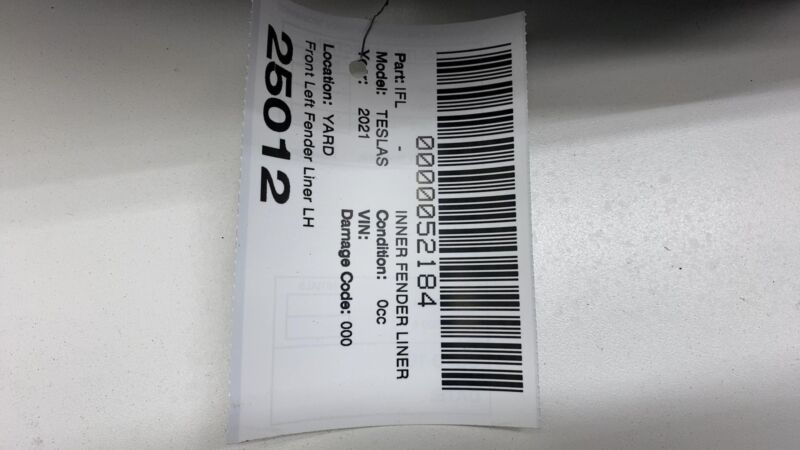 0000052184
Part: IFL - INNER FENDER LINER
Model: TESLAS Condition: 0cc
Year: 2021 VIN:
Damage Code: 000
Location: YARD
Front Left Fender Liner LH
25012